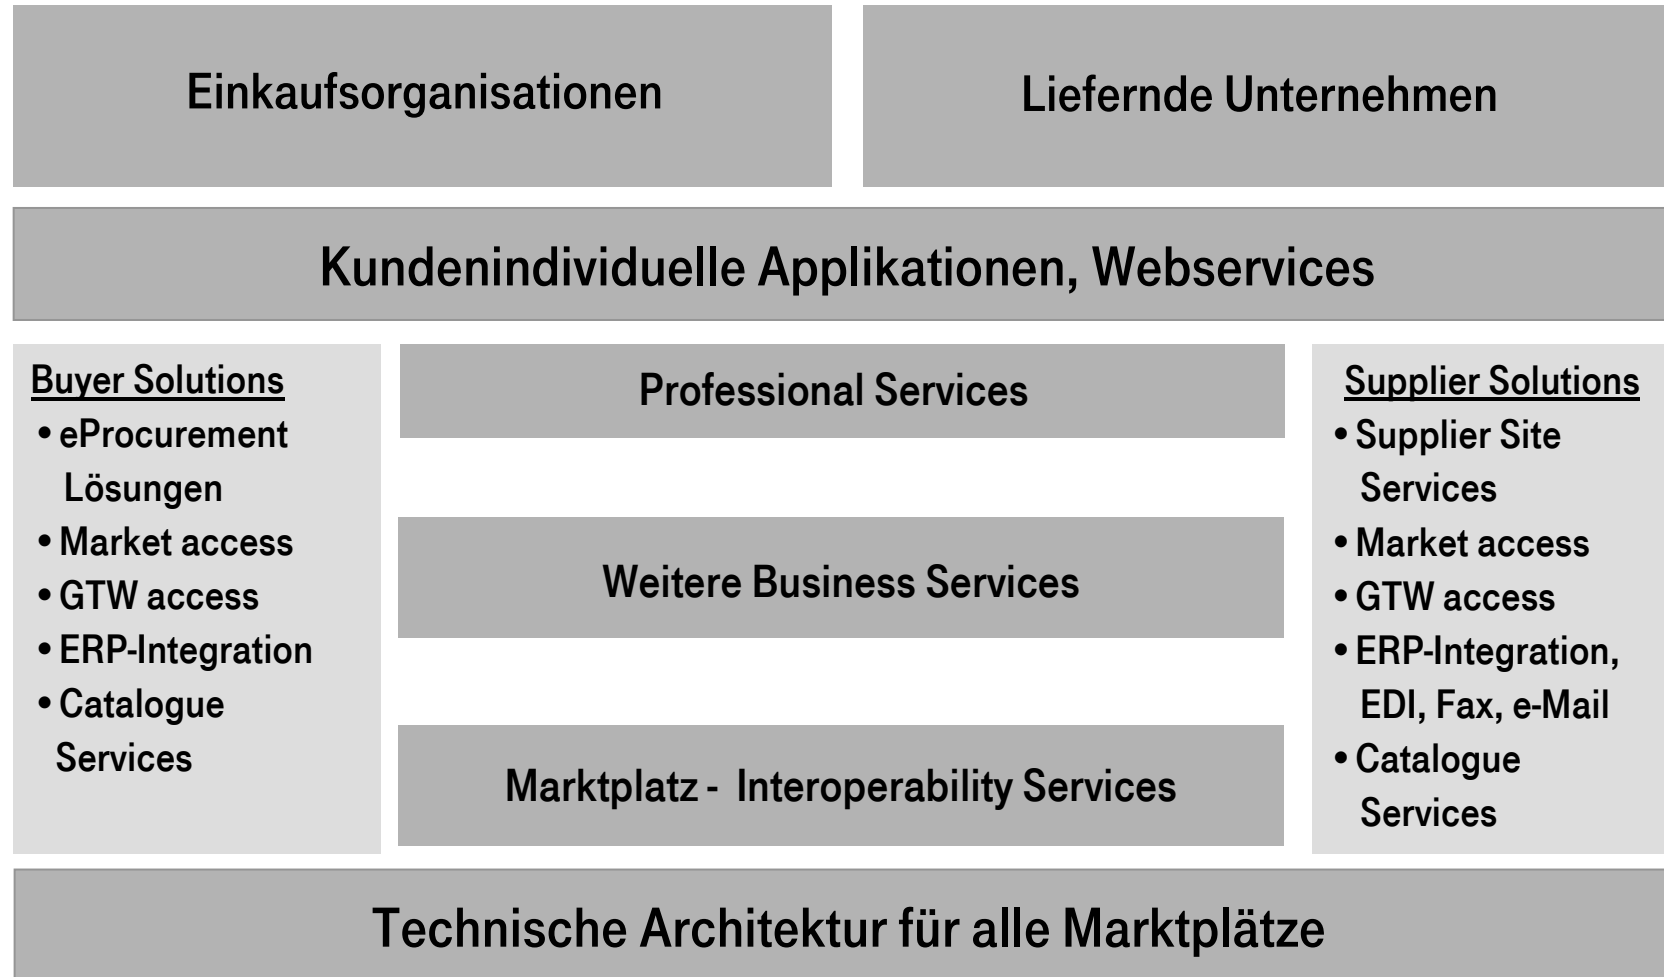 Einkaufsorganisationen
Liefernde Unternehmen
Kundenindividuelle Applikationen, Webservices
Buyer Solutions
• eProcurement
Lösungen
• Market access
• GTW access
• ERP-Integration
• Catalogue
Services
Professional Services
Weitere Business Services
Marktplatz - Interoperability Services
Supplier Solutions
• Supplier Site
Services
• Market access
• GTW access
• ERP-Integration,
EDI, Fax, e-Mail
• Catalogue
Services
Technische Architektur für alle Marktplätze